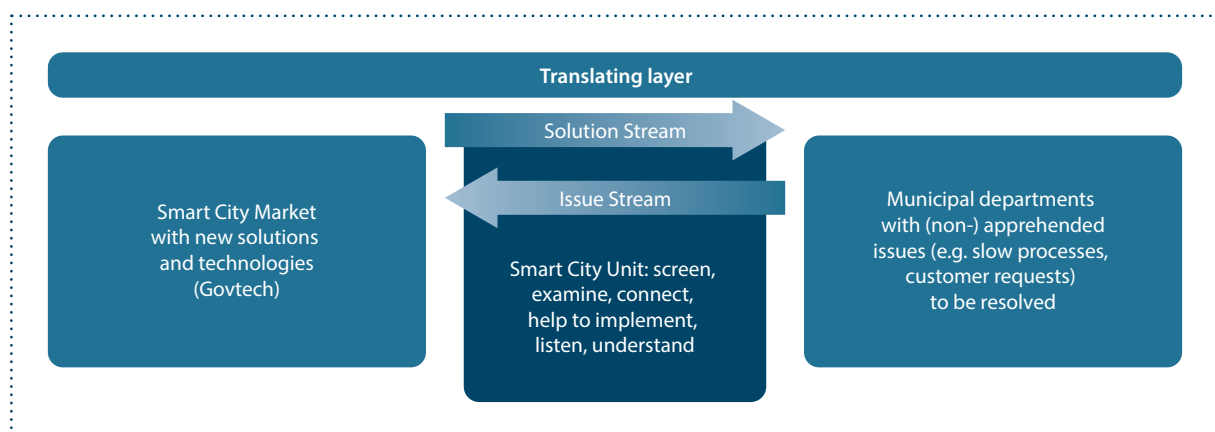 Translating layer
Solution Stream
Issue Stream
Smart City Market
with new solutions
and technologies
(Govtech)
Smart City Unit: screen,
examine, connect,
help to implement,
listen, understand
Municipal departments
with (non-) apprehended
issues (e.g. slow processes,
customer requests)
to be resolved